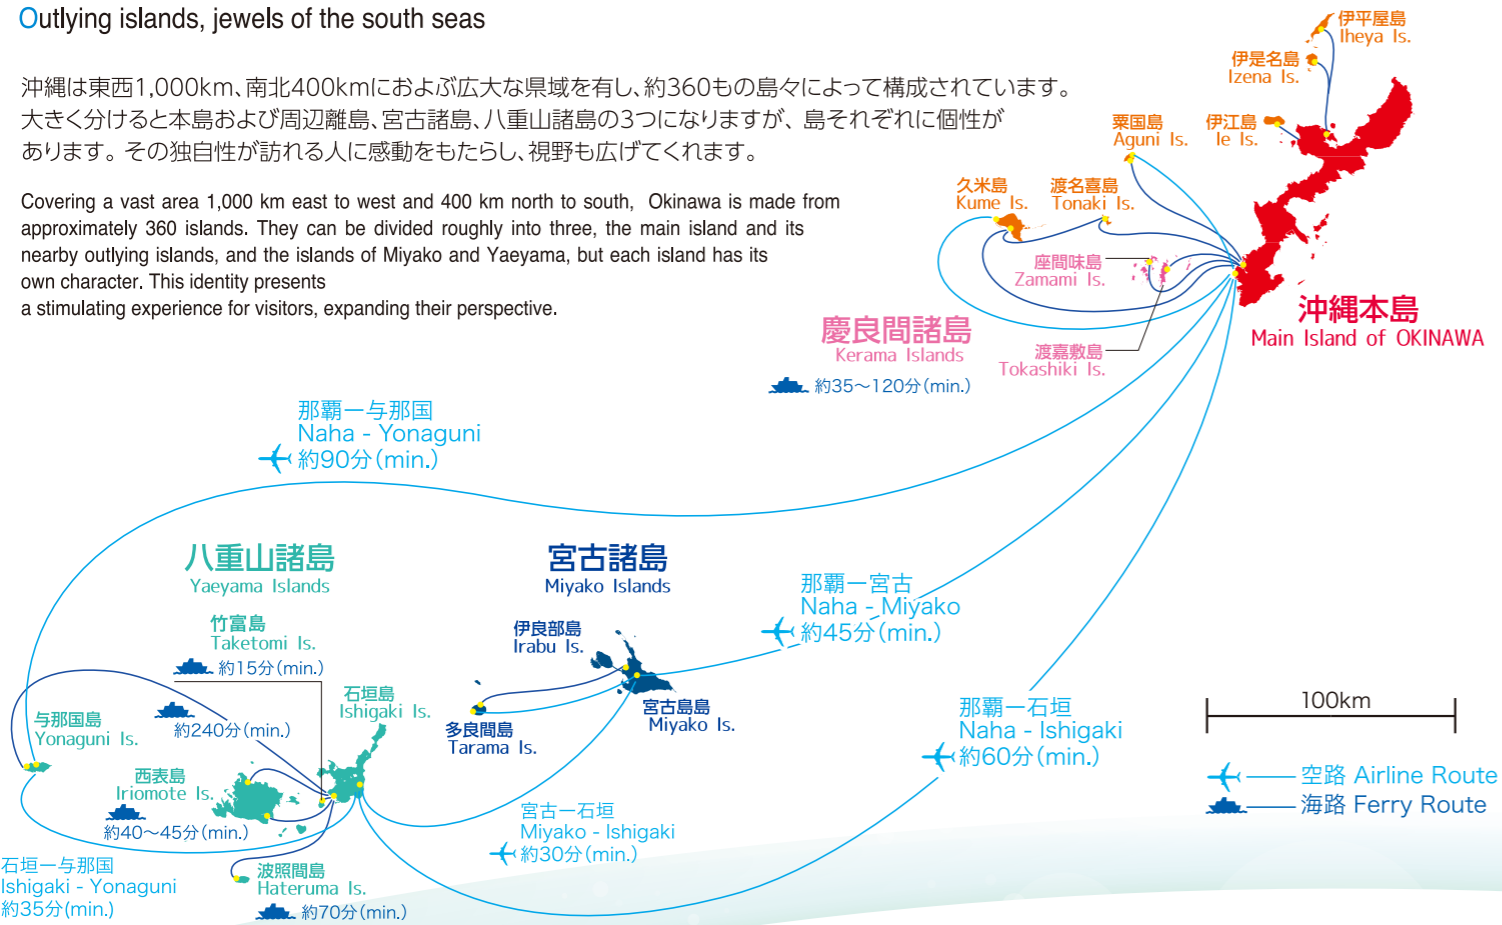 Outlying islands, jewels of the south seas
沖縄は東西1,000km、南北400kmにおよぶ広大な県域を有し、約360もの島々によって構成されています。
大きく分けると本島および周辺離島、宮古諸島、八重山諸島の3つになりますが、島それぞれに個性が
あります。その独自性が訪れる人に感動をもたらし、視野も広げてくれます。
Covering a vast area 1,000 km east to west and 400 km north to south, Okinawa is made from
approximately 360 islands. They can be divided roughly into three, the main island and its
nearby outlying islands, and the islands of Miyako and Yaeyama, but each island has its
own character. This identity presents
a stimulating experience for visitors, expanding their perspective.
伊平屋島
Iheya Is.
伊是名島
Izena Is.
粟国島
Aguni Is.
伊江島
Ie Is.
久米島
Kume Is.
渡名喜島
Tonaki Is.
座間味島
Zamami Is.
沖縄本島
Main Island of OKINAWA
慶良間諸島
Kerama Islands
渡嘉敷島
Tokashiki Is.
約35〜120分(min.)
那覇ー与那国
Naha - Yonaguni
約90分(min.)
八重山諸島
Yaeyama Islands
宮古諸島
Miyako Islands
那覇ー宮古
Naha - Miyako
約45分(min.)
竹富島
Taketomi Is.
約15分(min.)
伊良部島
Irabu Is.
石垣島
Ishigaki Is.
宮古島島
Miyako Is.
多良間島
Tarama Is.
那覇ー石垣
Naha - Ishigaki
約60分(min.)
100km
与那国島
Yonaguni Is.
約240分(min.)
西表島
Iriomote Is.
約40〜45分(min.)
空路 Airline Route
海路 Ferry Route
宮古ー石垣
Miyako - Ishigaki
約30分(min.)
石垣ー与那国
Ishigaki - Yonaguni
約35分(min.)
波照間島
Hateruma Is.
約70分(min.)